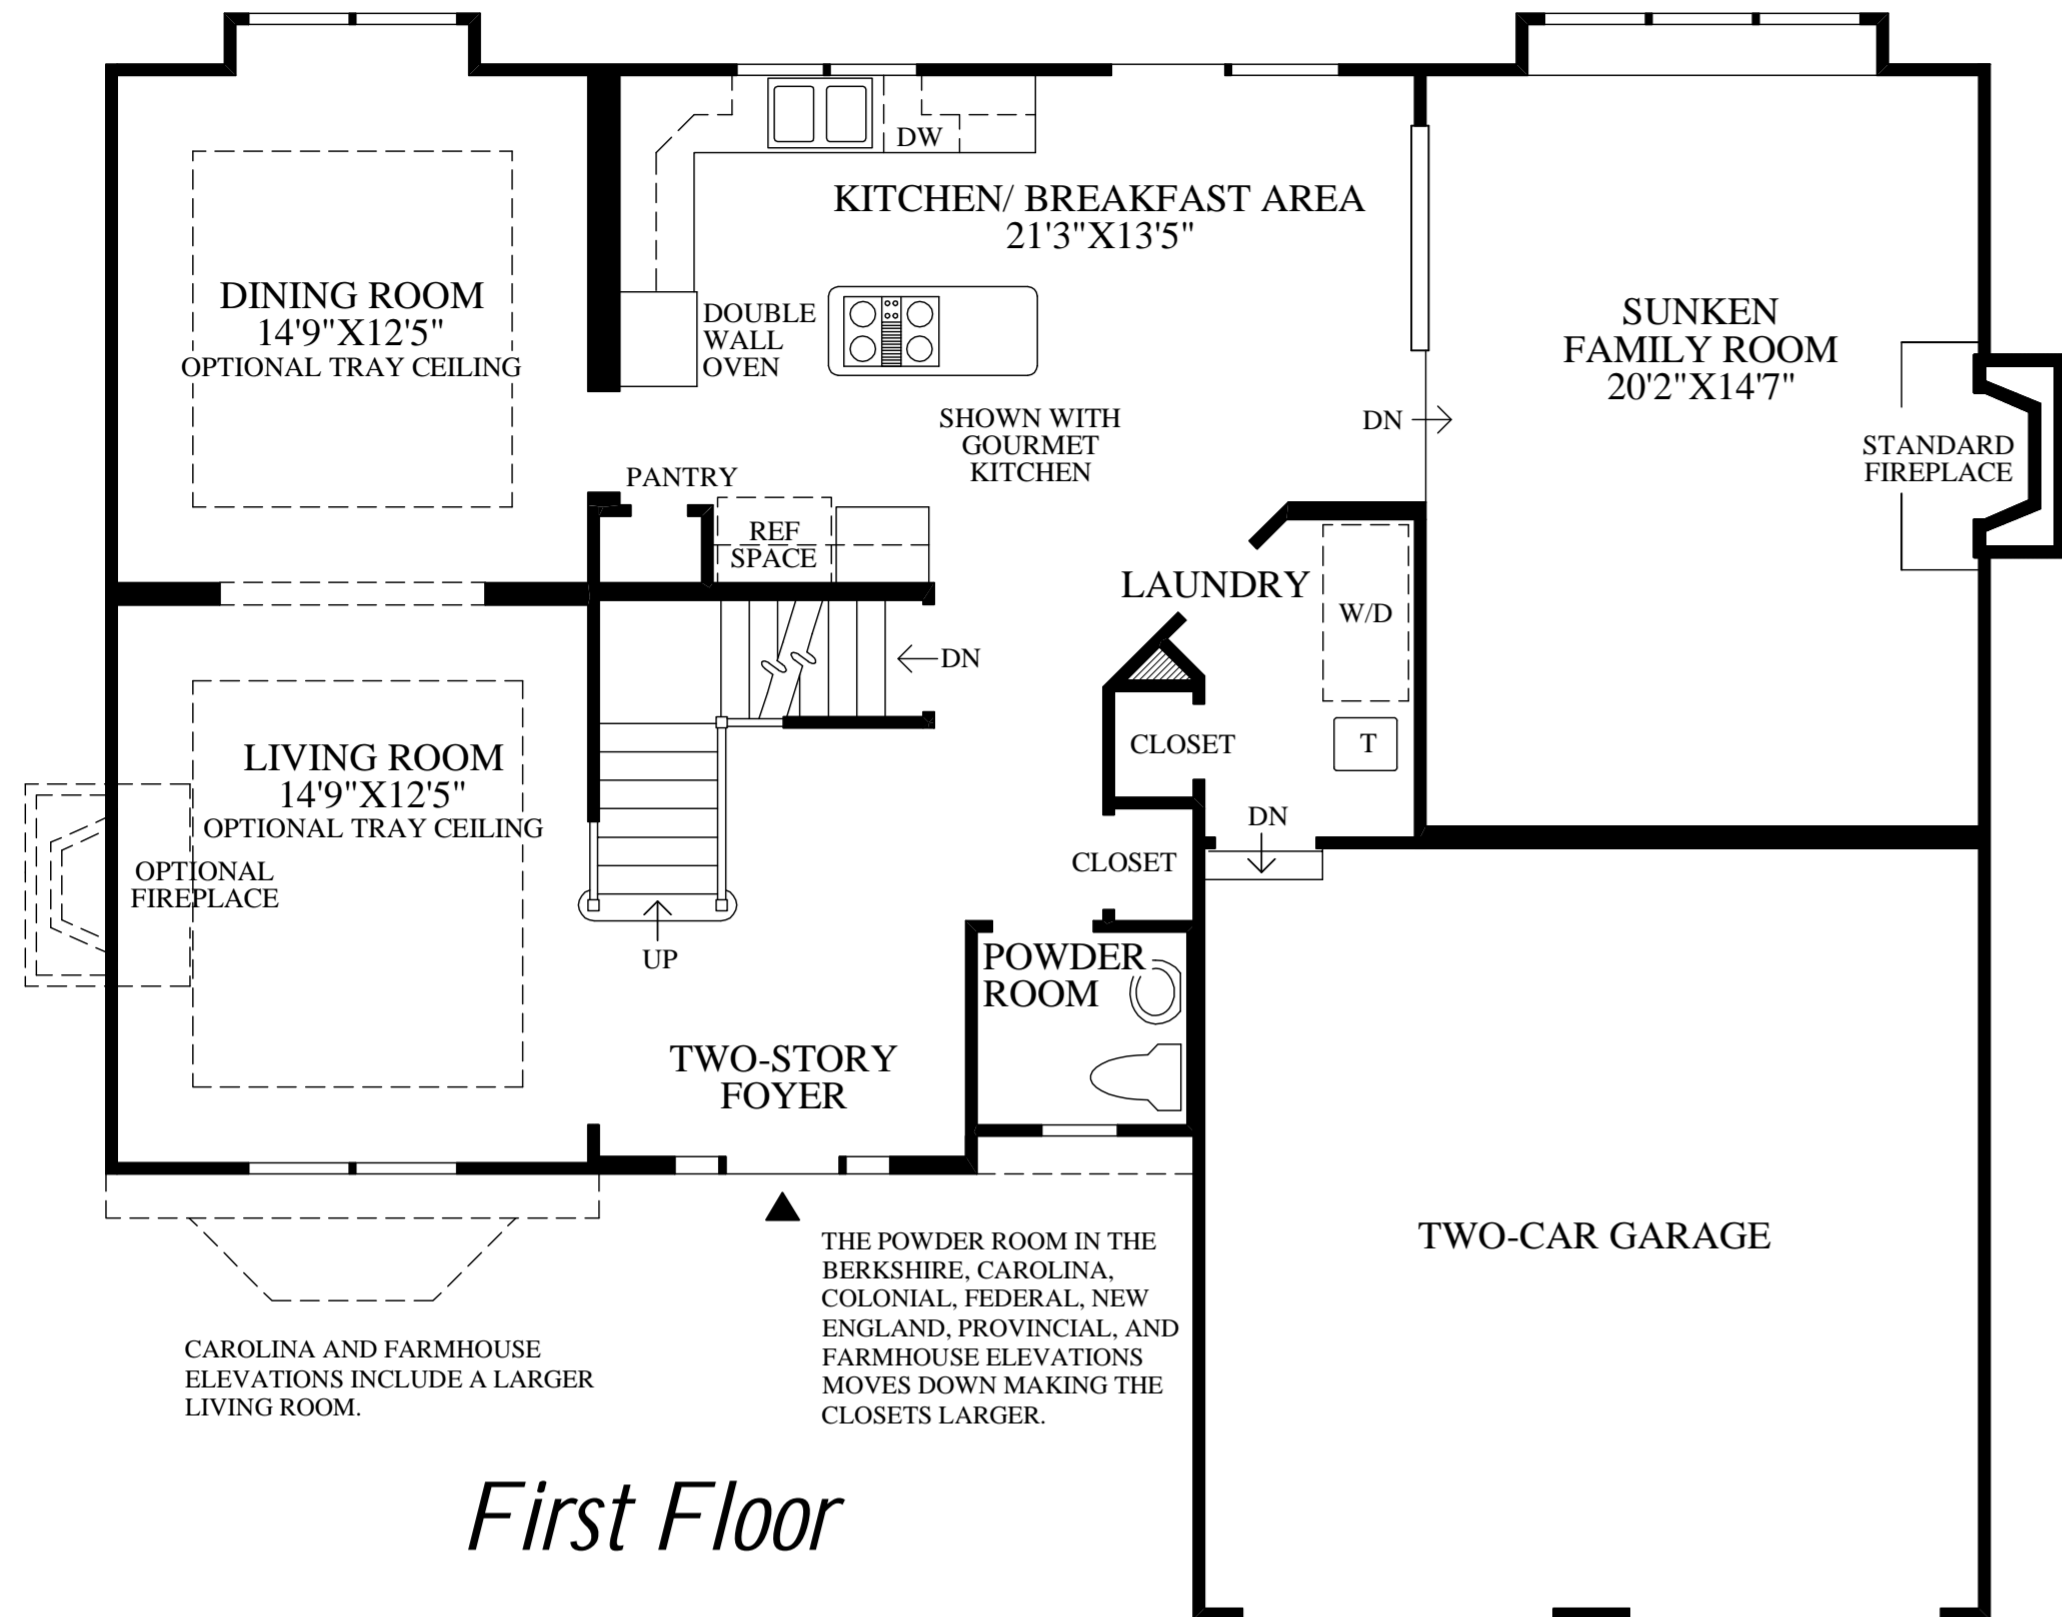 DW
KITCHEN/ BREAKFAST AREA
21'3"X13'5"
DINING ROOM
14'9"X12'5"
OPTIONAL TRAY CEILING
DOUBLE
WALL
OVEN
SUNKEN
FAMILY ROOM
20'2"X14'7"
SHOWN WITH
GOURMET
KITCHEN
DN
STANDARD
FIREPLACE
PANTRY
REF
SPACE
LAUNDRY
W/D
DN
LIVING ROOM
14'9"X12'5"
OPTIONAL TRAY CEILING
CLOSET
T
DN
OPTIONAL
FIREPLACE
CLOSET
UP
POWDER
ROOM
TWO-STORY
FOYER
TWO-CAR GARAGE
THE POWDER ROOM IN THE
BERKSHIRE, CAROLINA,
COLONIAL, FEDERAL, NEW
ENGLAND, PROVINCIAL, AND
FARMHOUSE ELEVATIONS
MOVES DOWN MAKING THE
CLOSETS LARGER.
CAROLINA AND FARMHOUSE
ELEVATIONS INCLUDE A LARGER
LIVING ROOM.
First Floor